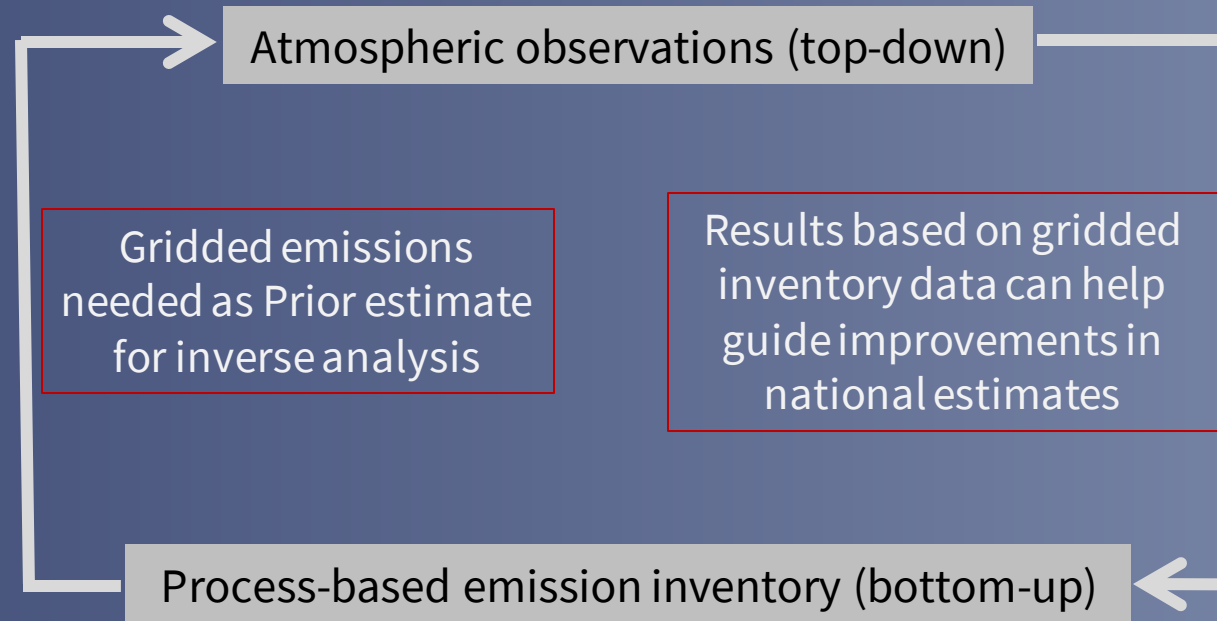 Atmospheric observations (top-down)
Gridded emissions
needed as Prior estimate
for inverse analysis
Results based on gridded
inventory data can help
guide improvements in
national estimates
Process-based emission inventory (bottom-up)